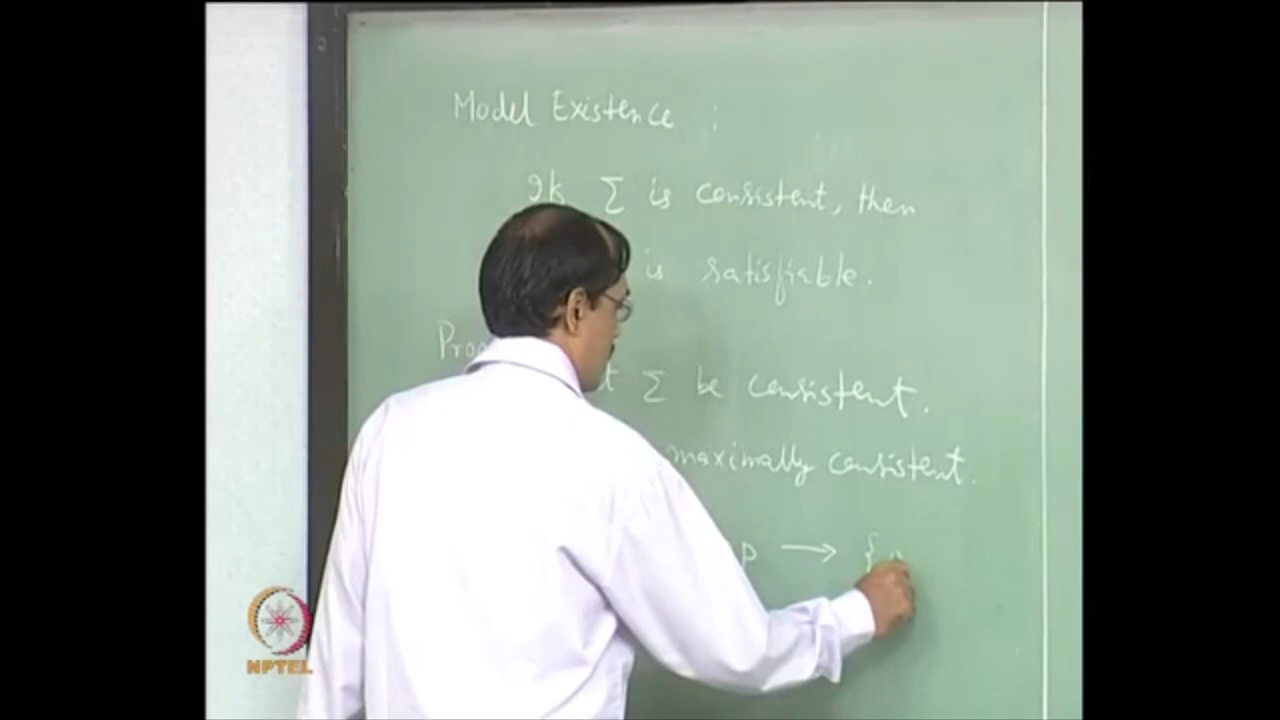 Model Existence :
If Σ is consistent, then
is satisfiable.
Σ be consistent.
maximally consistent.
p → {
NPTEL